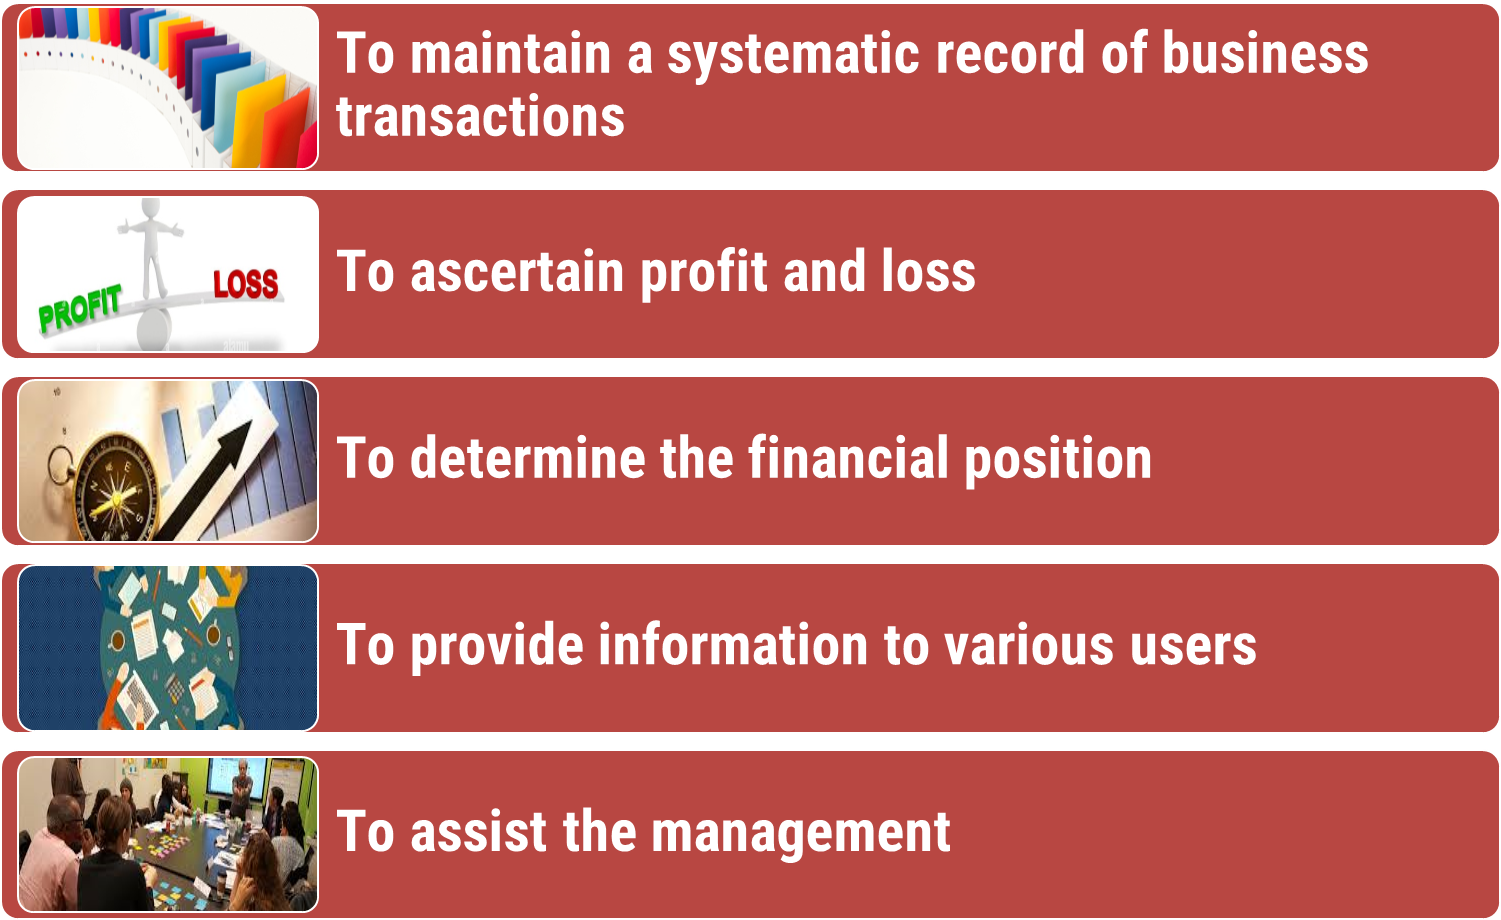 To maintain a systematic record of business
transactions
PROFIT
LOSS
To ascertain profit and loss
To determine the financial position
To provide information to various users
To assist the management